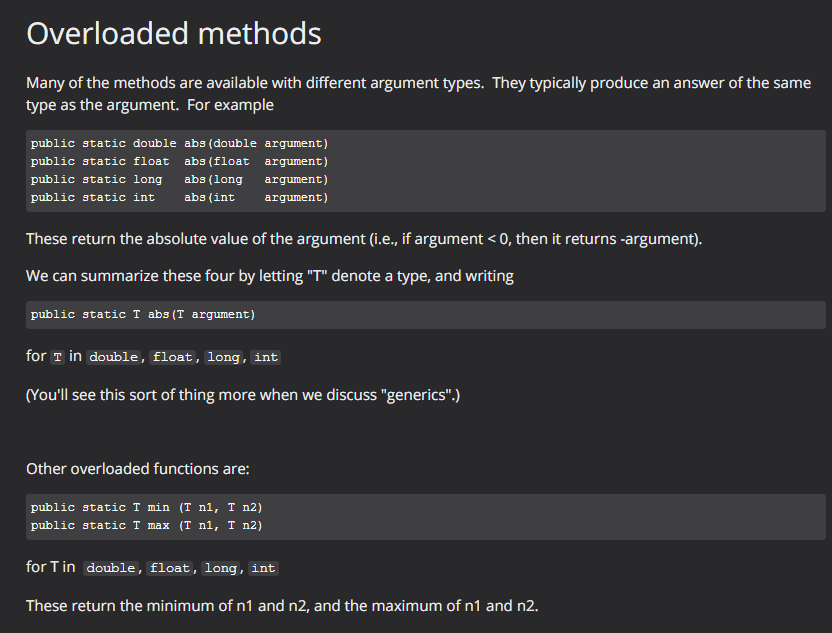 Overloaded methods
Many of the methods are available with different argument types.  They typically produce an answer of the same
type as the argument.  For example
public static double abs(double argument)
public static float  abs(float  argument)
public static long   abs(long   argument)
public static int    abs(int    argument)
These return the absolute value of the argument (i.e., if argument < 0, then it returns -argument).
We can summarize these four by letting "T" denote a type, and writing
public static T abs(T argument)
for T in double, float, long, int
(You'll see this sort of thing more when we discuss "generics".)
Other overloaded functions are:
public static T min (T n1, T n2)
public static T max (T n1, T n2)
for T in  double, float, long, int
These return the minimum of n1 and n2, and the maximum of n1 and n2.